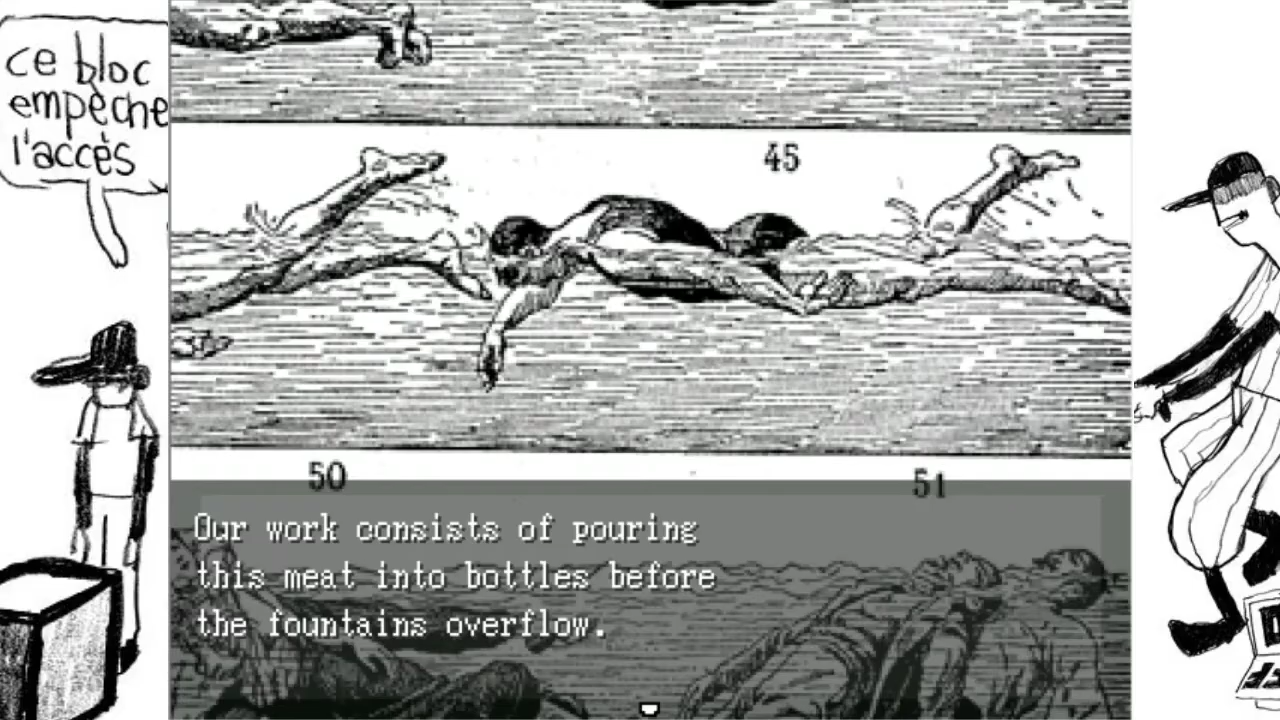 ce bloc
empêche
l'accès
45
50
51
Our work consists of pouring
this meat into bottles before
the fountains overflow.